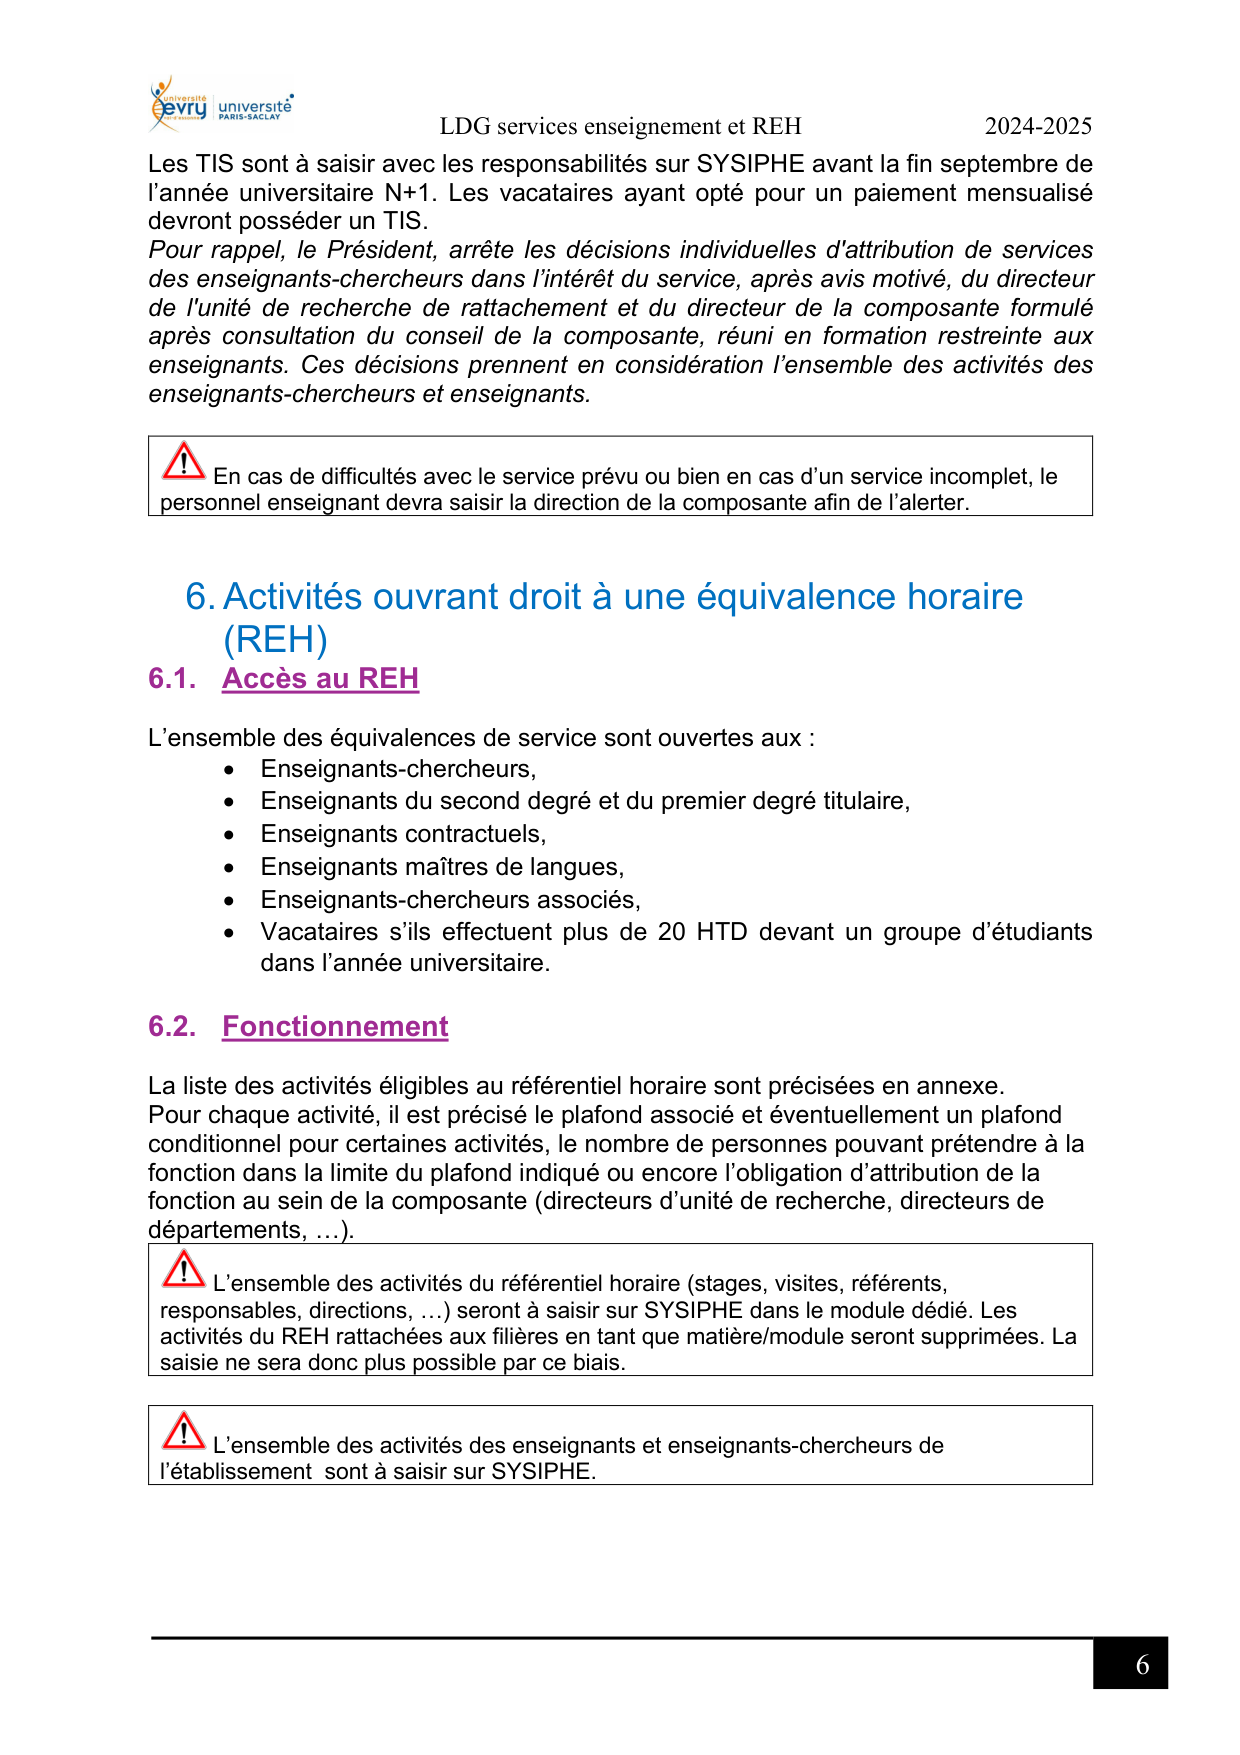 université
evry
val-d'essonne
université
PARIS-SACLAY
LDG services enseignement et REH 2024-2025
Les TIS sont à saisir avec les responsabilités sur SYSIPHE avant la fin septembre de
l’année universitaire N+1. Les vacataires ayant opté pour un paiement mensualisé
devront posséder un TIS.
Pour rappel, le Président, arrête les décisions individuelles d'attribution de services
des enseignants-chercheurs dans l’intérêt du service, après avis motivé, du directeur
de l'unité de recherche de rattachement et du directeur de la composante formulé
après consultation du conseil de la composante, réuni en formation restreinte aux
enseignants. Ces décisions prennent en considération l’ensemble des activités des
enseignants-chercheurs et enseignants.
En cas de difficultés avec le service prévu ou bien en cas d’un service incomplet, le
personnel enseignant devra saisir la direction de la composante afin de l’alerter.
6. Activités ouvrant droit à une équivalence horaire
(REH)
6.1. Accès au REH
L’ensemble des équivalences de service sont ouvertes aux :
• Enseignants-chercheurs,
• Enseignants du second degré et du premier degré titulaire,
• Enseignants contractuels,
• Enseignants maîtres de langues,
• Enseignants-chercheurs associés,
• Vacataires s’ils effectuent plus de 20 HTD devant un groupe d’étudiants
dans l’année universitaire.
6.2. Fonctionnement
La liste des activités éligibles au référentiel horaire sont précisées en annexe.
Pour chaque activité, il est précisé le plafond associé et éventuellement un plafond
conditionnel pour certaines activités, le nombre de personnes pouvant prétendre à la
fonction dans la limite du plafond indiqué ou encore l’obligation d’attribution de la
fonction au sein de la composante (directeurs d’unité de recherche, directeurs de
départements, …).
L’ensemble des activités du référentiel horaire (stages, visites, référents,
responsables, directions, …) seront à saisir sur SYSIPHE dans le module dédié. Les
activités du REH rattachées aux filières en tant que matière/module seront supprimées. La
saisie ne sera donc plus possible par ce biais.
L’ensemble des activités des enseignants et enseignants-chercheurs de
l’établissement  sont à saisir sur SYSIPHE.
6